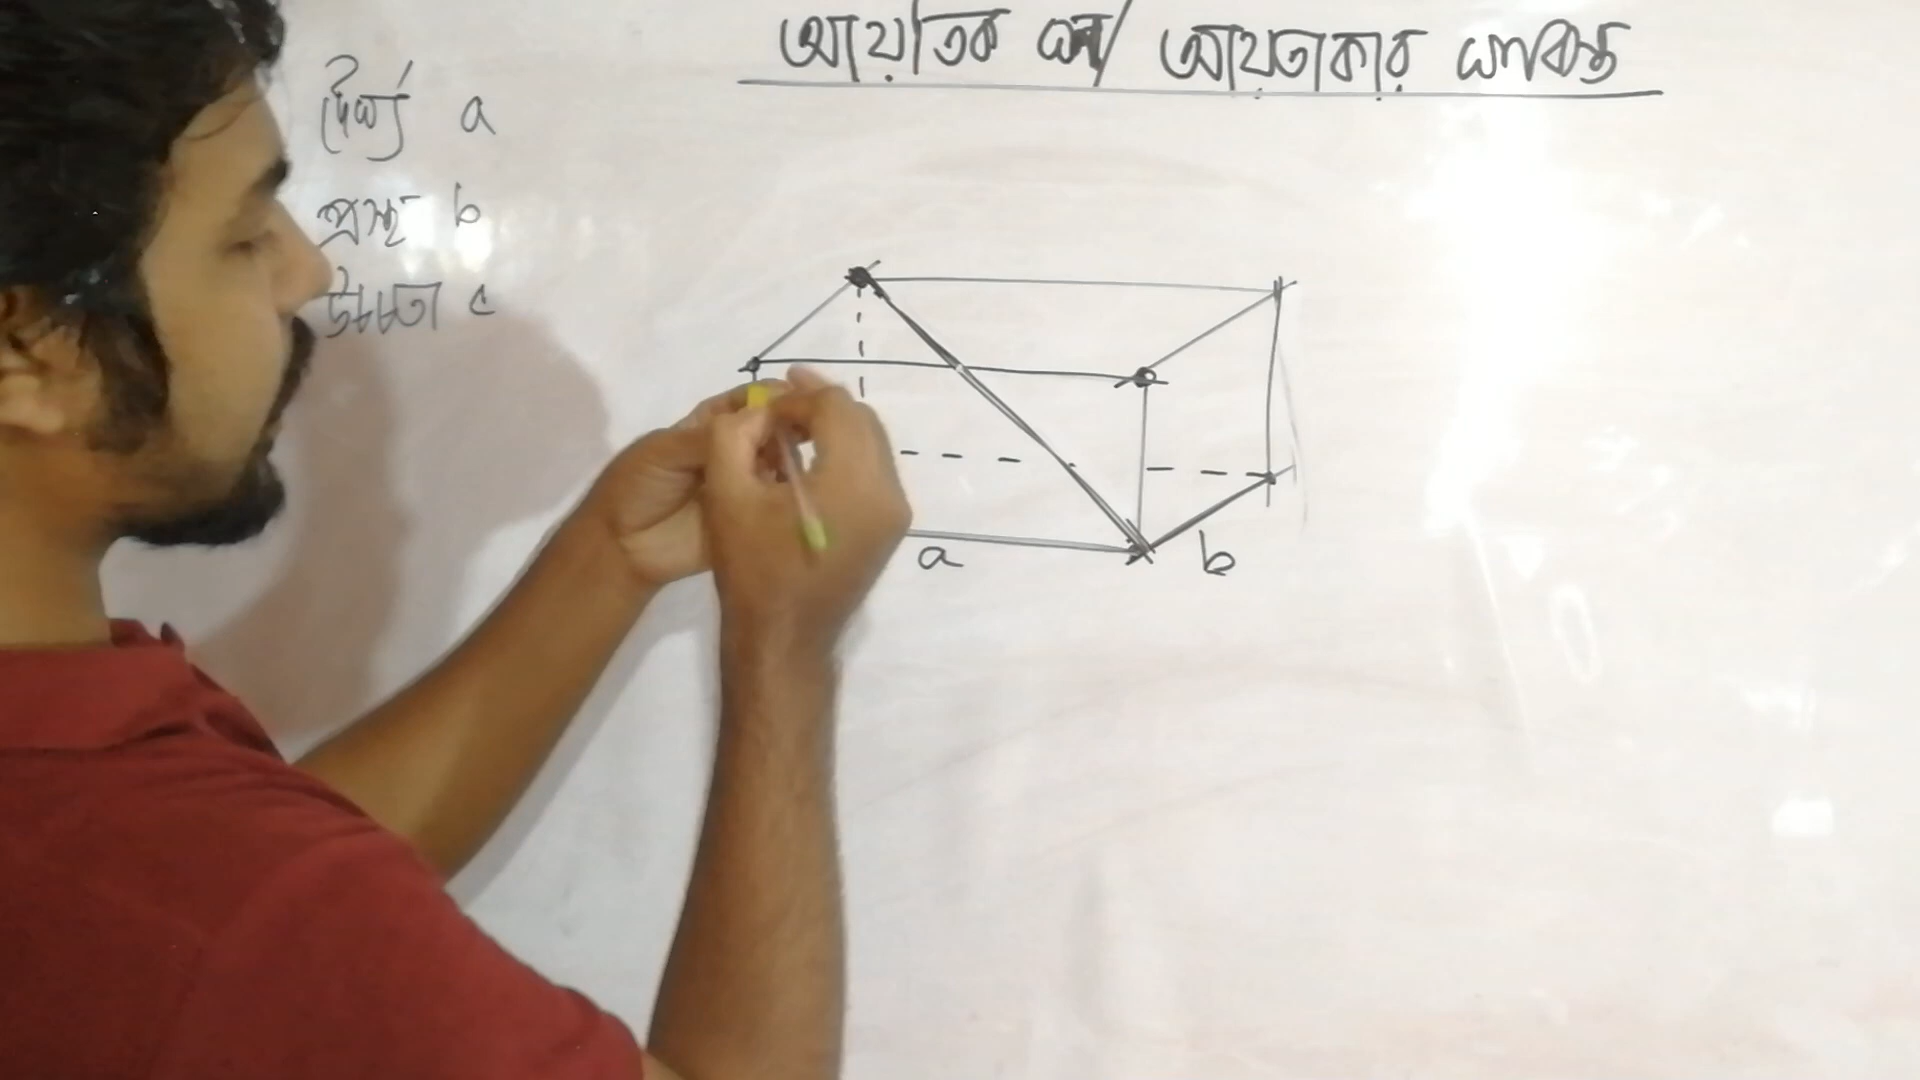 আয়তিক ঘন/ আয়তাকার ঘনবস্তু
দৈর্ঘ্য a
প্রস্থ b
উচ্চতা c
a
b